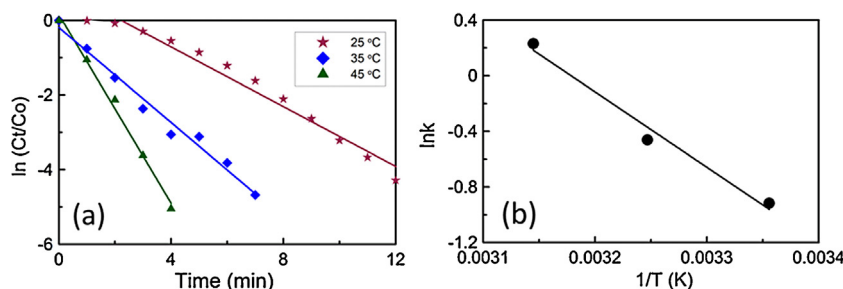 0
-2
-4
-6
ln (Ct/Co)
25 °C
35 °C
45 °C
(a)
0 4 8 12
Time (min)
0.4
0
-0.4
-0.8
-1.2
lnk
(b)
0.0031 0.0032 0.0033 0.0034
1/T (K)